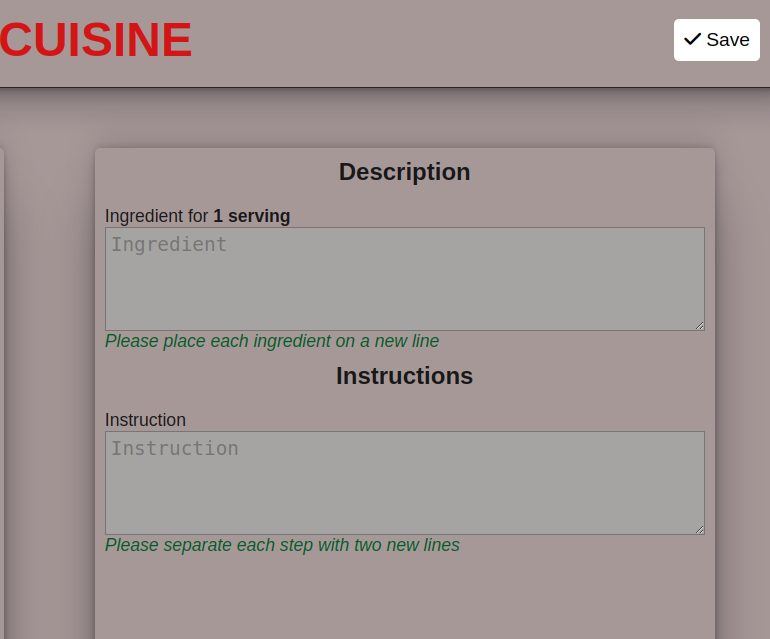 CUISINE
Save
Description
Ingredient for 1 serving
Ingredient
Please place each ingredient on a new line
Instructions
Instruction
Instruction
Please separate each step with two new lines